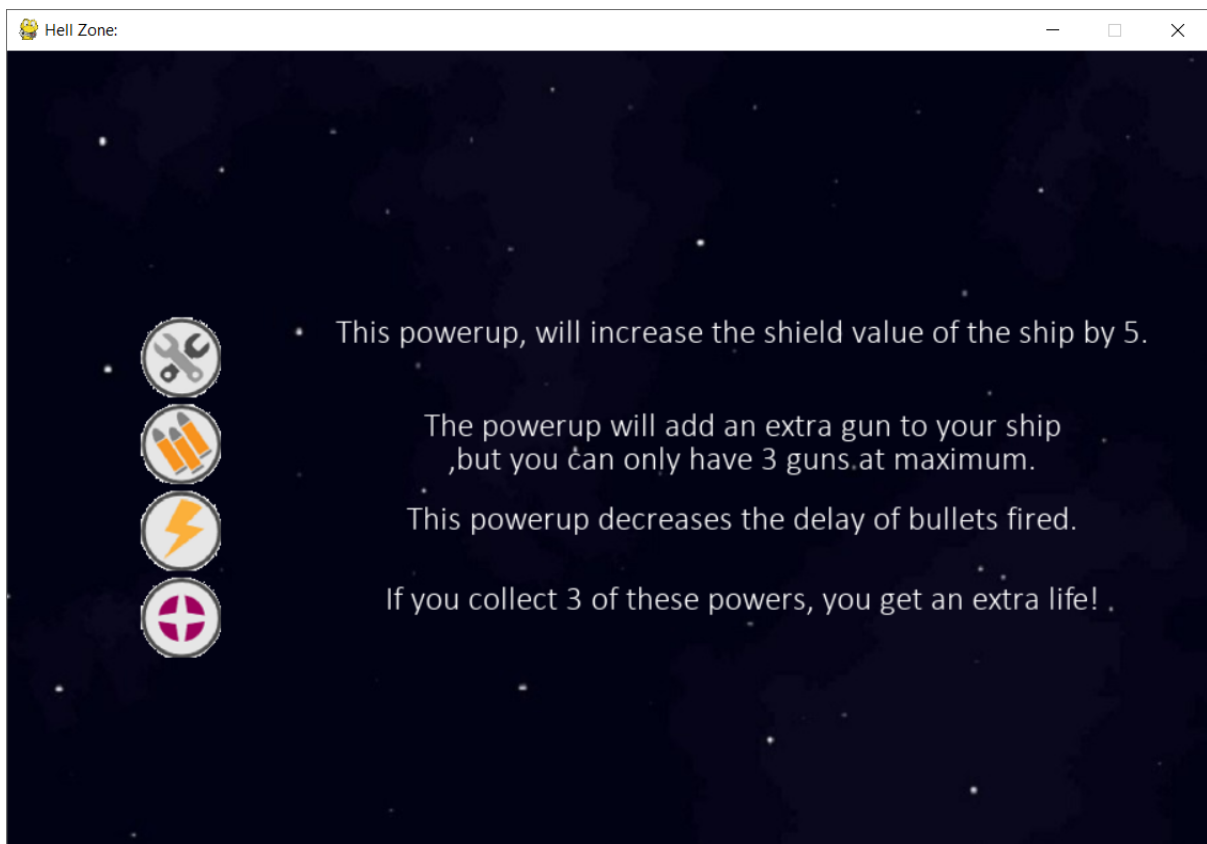 Hell Zone:
This powerup, will increase the shield value of the ship by 5.
The powerup will add an extra gun to your ship
,but you can only have 3 guns at maximum.
This powerup decreases the delay of bullets fired.
If you collect 3 of these powers, you get an extra life!